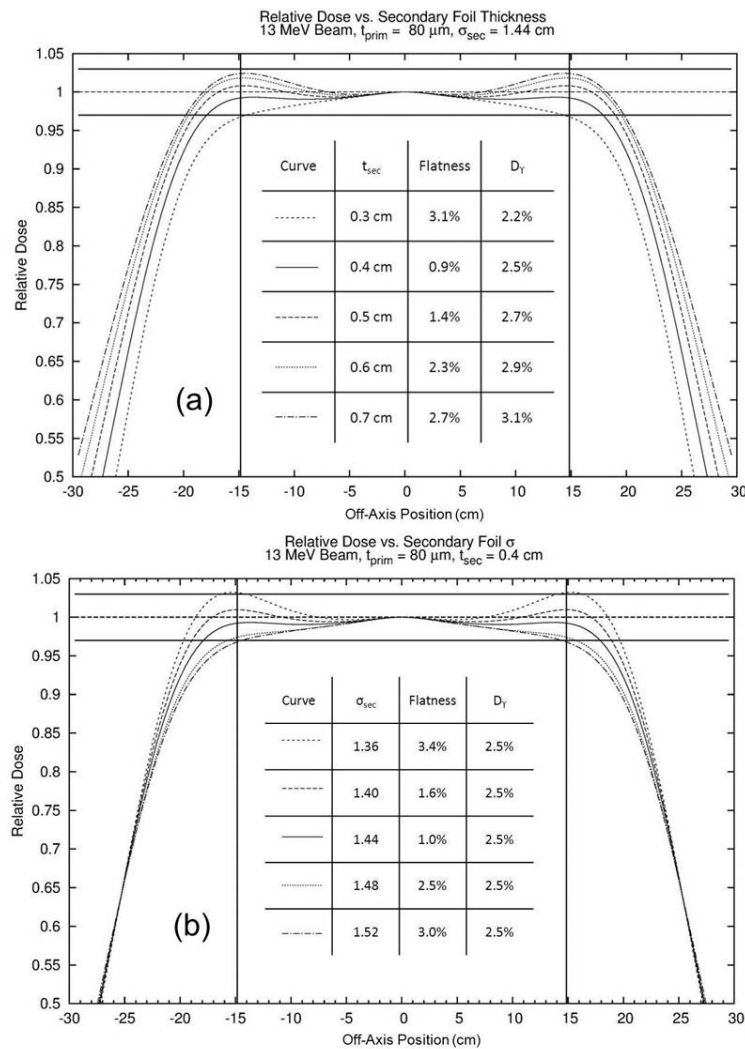 Relative Dose vs. Secondary Foil Thickness
13 MeV Beam, t_prim = 80 μm, σ_sec = 1.44 cm
1.05
1
0.95
0.9
0.85
0.8
0.75
0.7
0.65
0.6
0.55
0.5
Relative Dose
Curve t_sec Flatness D_γ
0.3 cm 3.1% 2.2%
0.4 cm 0.9% 2.5%
0.5 cm 1.4% 2.7%
0.6 cm 2.3% 2.9%
0.7 cm 2.7% 3.1%
(a)
-30 -25 -20 -15 -10 -5 0 5 10 15 20 25 30
Off-Axis Position (cm)
Relative Dose vs. Secondary Foil σ
13 MeV Beam, t_prim = 80 μm, t_sec = 0.4 cm
1.05
1
0.95
0.9
0.85
0.8
0.75
0.7
0.65
0.6
0.55
0.5
Relative Dose
Curve σ_sec Flatness D_γ
1.36 3.4% 2.5%
1.40 1.6% 2.5%
1.44 1.0% 2.5%
1.48 2.5% 2.5%
1.52 3.0% 2.5%
(b)
-30 -25 -20 -15 -10 -5 0 5 10 15 20 25 30
Off-Axis Position (cm)